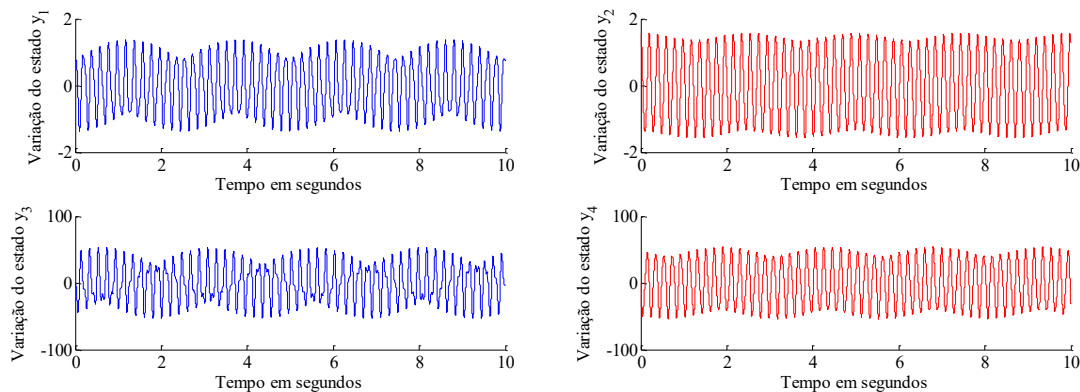 Variação do estado y1
2
0
-2
0 2 4 6 8 10
Tempo em segundos
Variação do estado y2
2
0
-2
0 2 4 6 8 10
Tempo em segundos
Variação do estado y3
100
0
-100
0 2 4 6 8 10
Tempo em segundos
Variação do estado y4
100
0
-100
0 2 4 6 8 10
Tempo em segundos